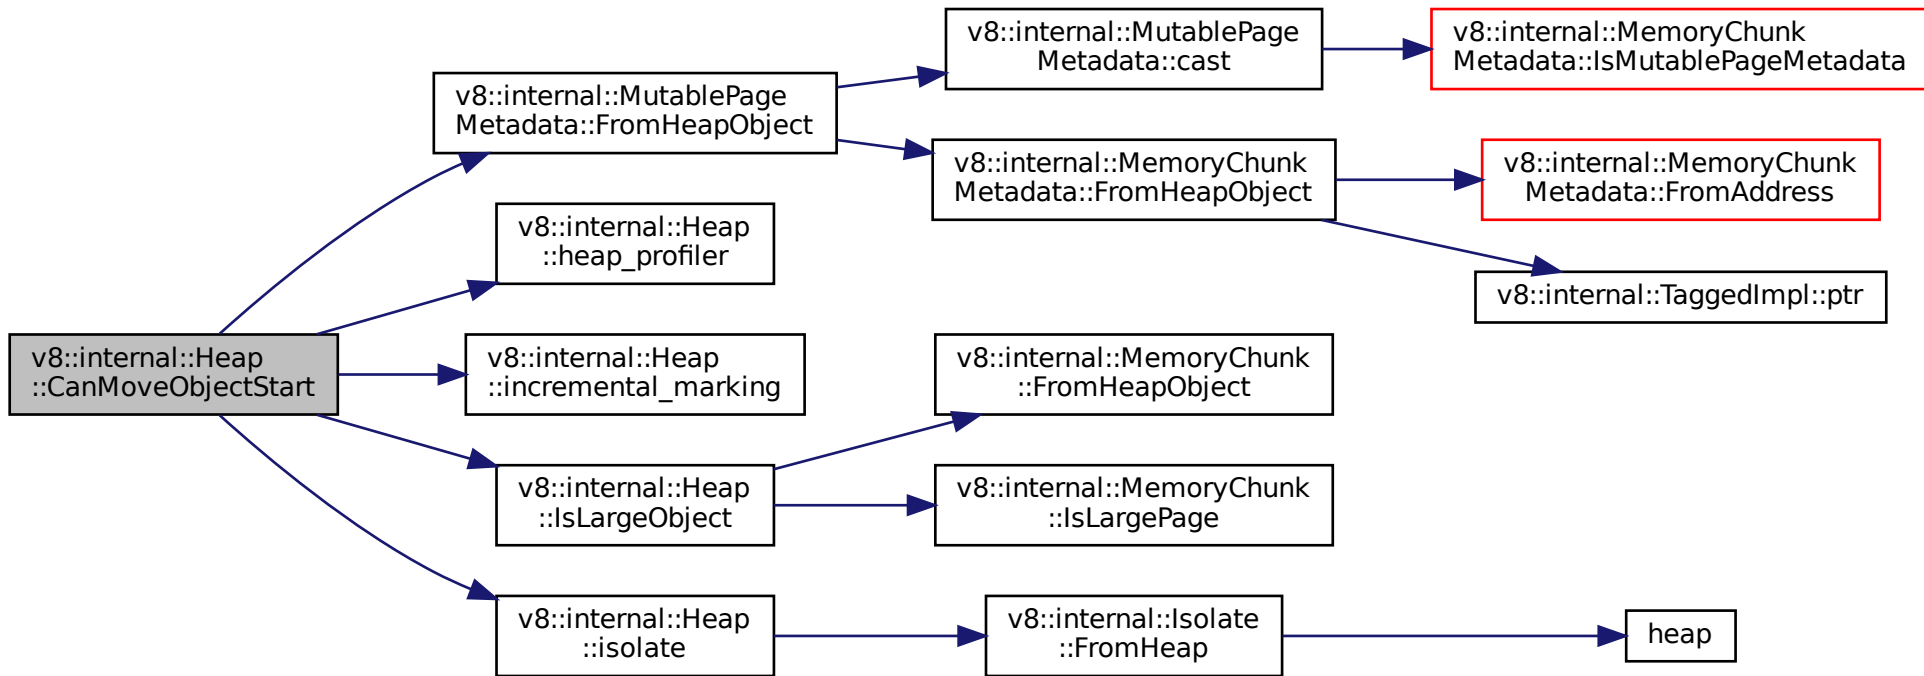 v8::internal::Heap
::CanMoveObjectStart
v8::internal::MutablePage
Metadata::FromHeapObject
v8::internal::MutablePage
Metadata::cast
v8::internal::MemoryChunk
Metadata::IsMutablePageMetadata
v8::internal::MemoryChunk
Metadata::FromHeapObject
v8::internal::MemoryChunk
Metadata::FromAddress
v8::internal::TaggedImpl::ptr
v8::internal::Heap
::heap_profiler
v8::internal::Heap
::incremental_marking
v8::internal::Heap
::IsLargeObject
v8::internal::MemoryChunk
::FromHeapObject
v8::internal::MemoryChunk
::IsLargePage
v8::internal::Heap
::isolate
v8::internal::Isolate
::FromHeap
heap